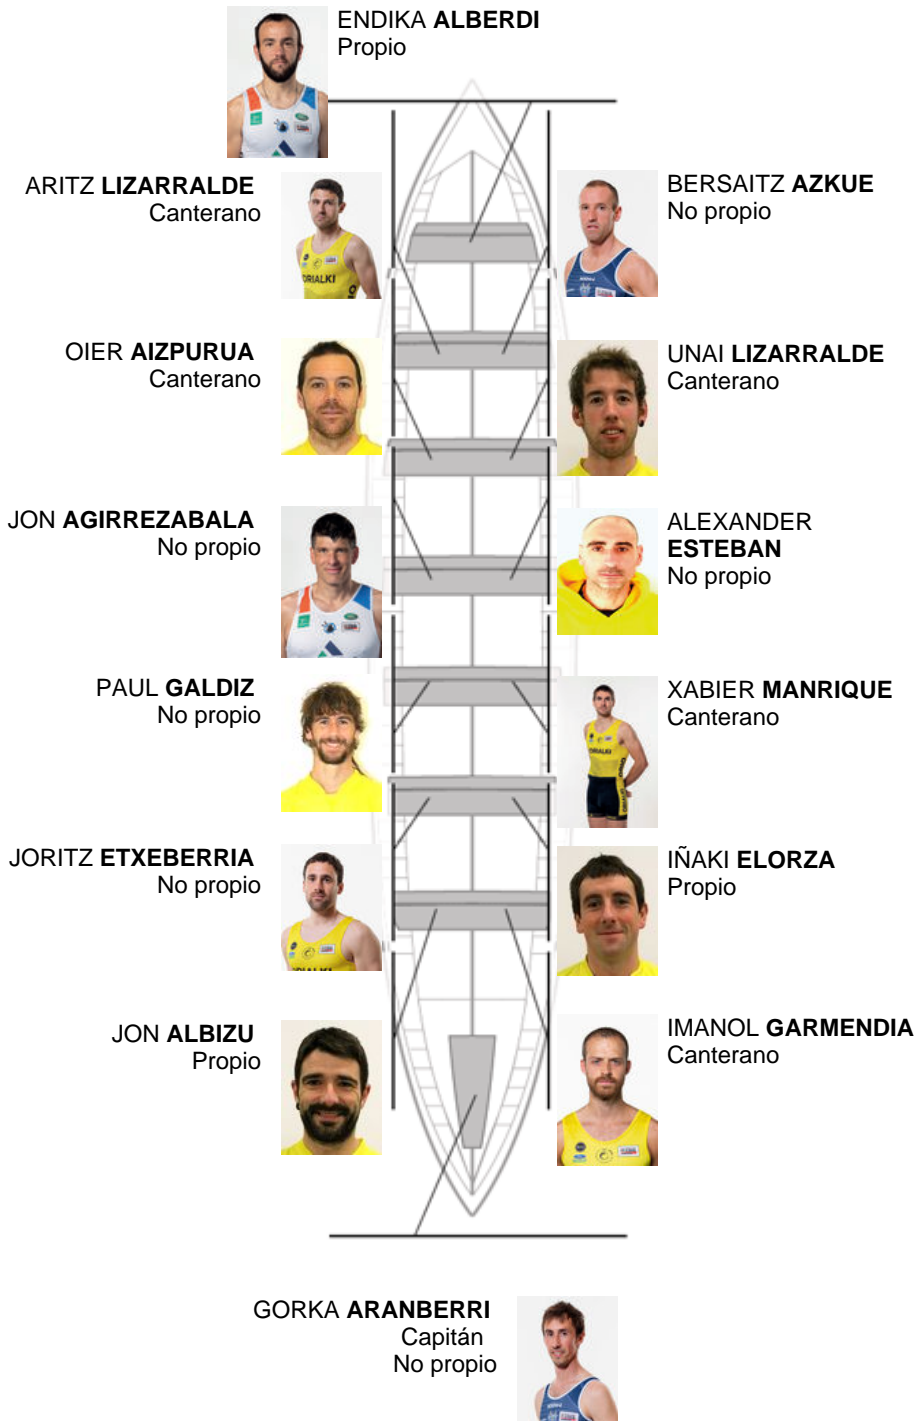 ENDIKA ALBERDI
Propio
ARITZ LIZARRALDE
Canterano
BERSAITZ AZKUE
No propio
OIER AIZPURUA
Canterano
UNAI LIZARRALDE
Canterano
JON AGIRREZABALA
No propio
ALEXANDER
ESTEBAN
No propio
PAUL GALDIZ
No propio
XABIER MANRIQUE
Canterano
JORITZ ETXEBERRIA
No propio
IÑAKI ELORZA
Propio
JON ALBIZU
Propio
IMANOL GARMENDIA
Canterano
GORKA ARANBERRI
Capitán
No propio